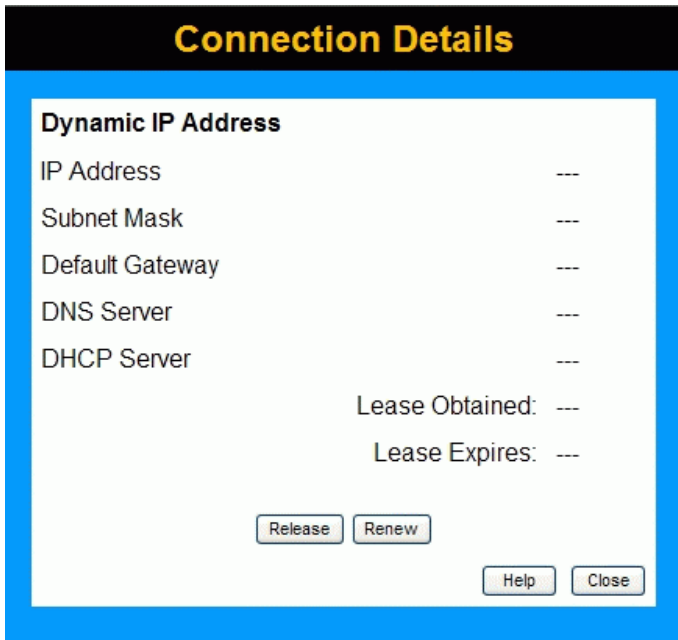 Connection Details
Dynamic IP Address
IP Address ---
Subnet Mask ---
Default Gateway ---
DNS Server ---
DHCP Server ---
Lease Obtained: ---
Lease Expires: ---
Release Renew
Help Close